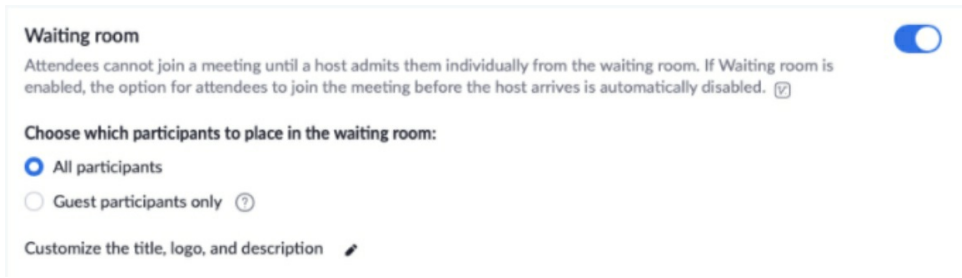 Waiting room
Attendees cannot join a meeting until a host admits them individually from the waiting room. If Waiting room is
enabled, the option for attendees to join the meeting before the host arrives is automatically disabled.
Choose which participants to place in the waiting room:
All participants
Guest participants only ?
Customize the title, logo, and description